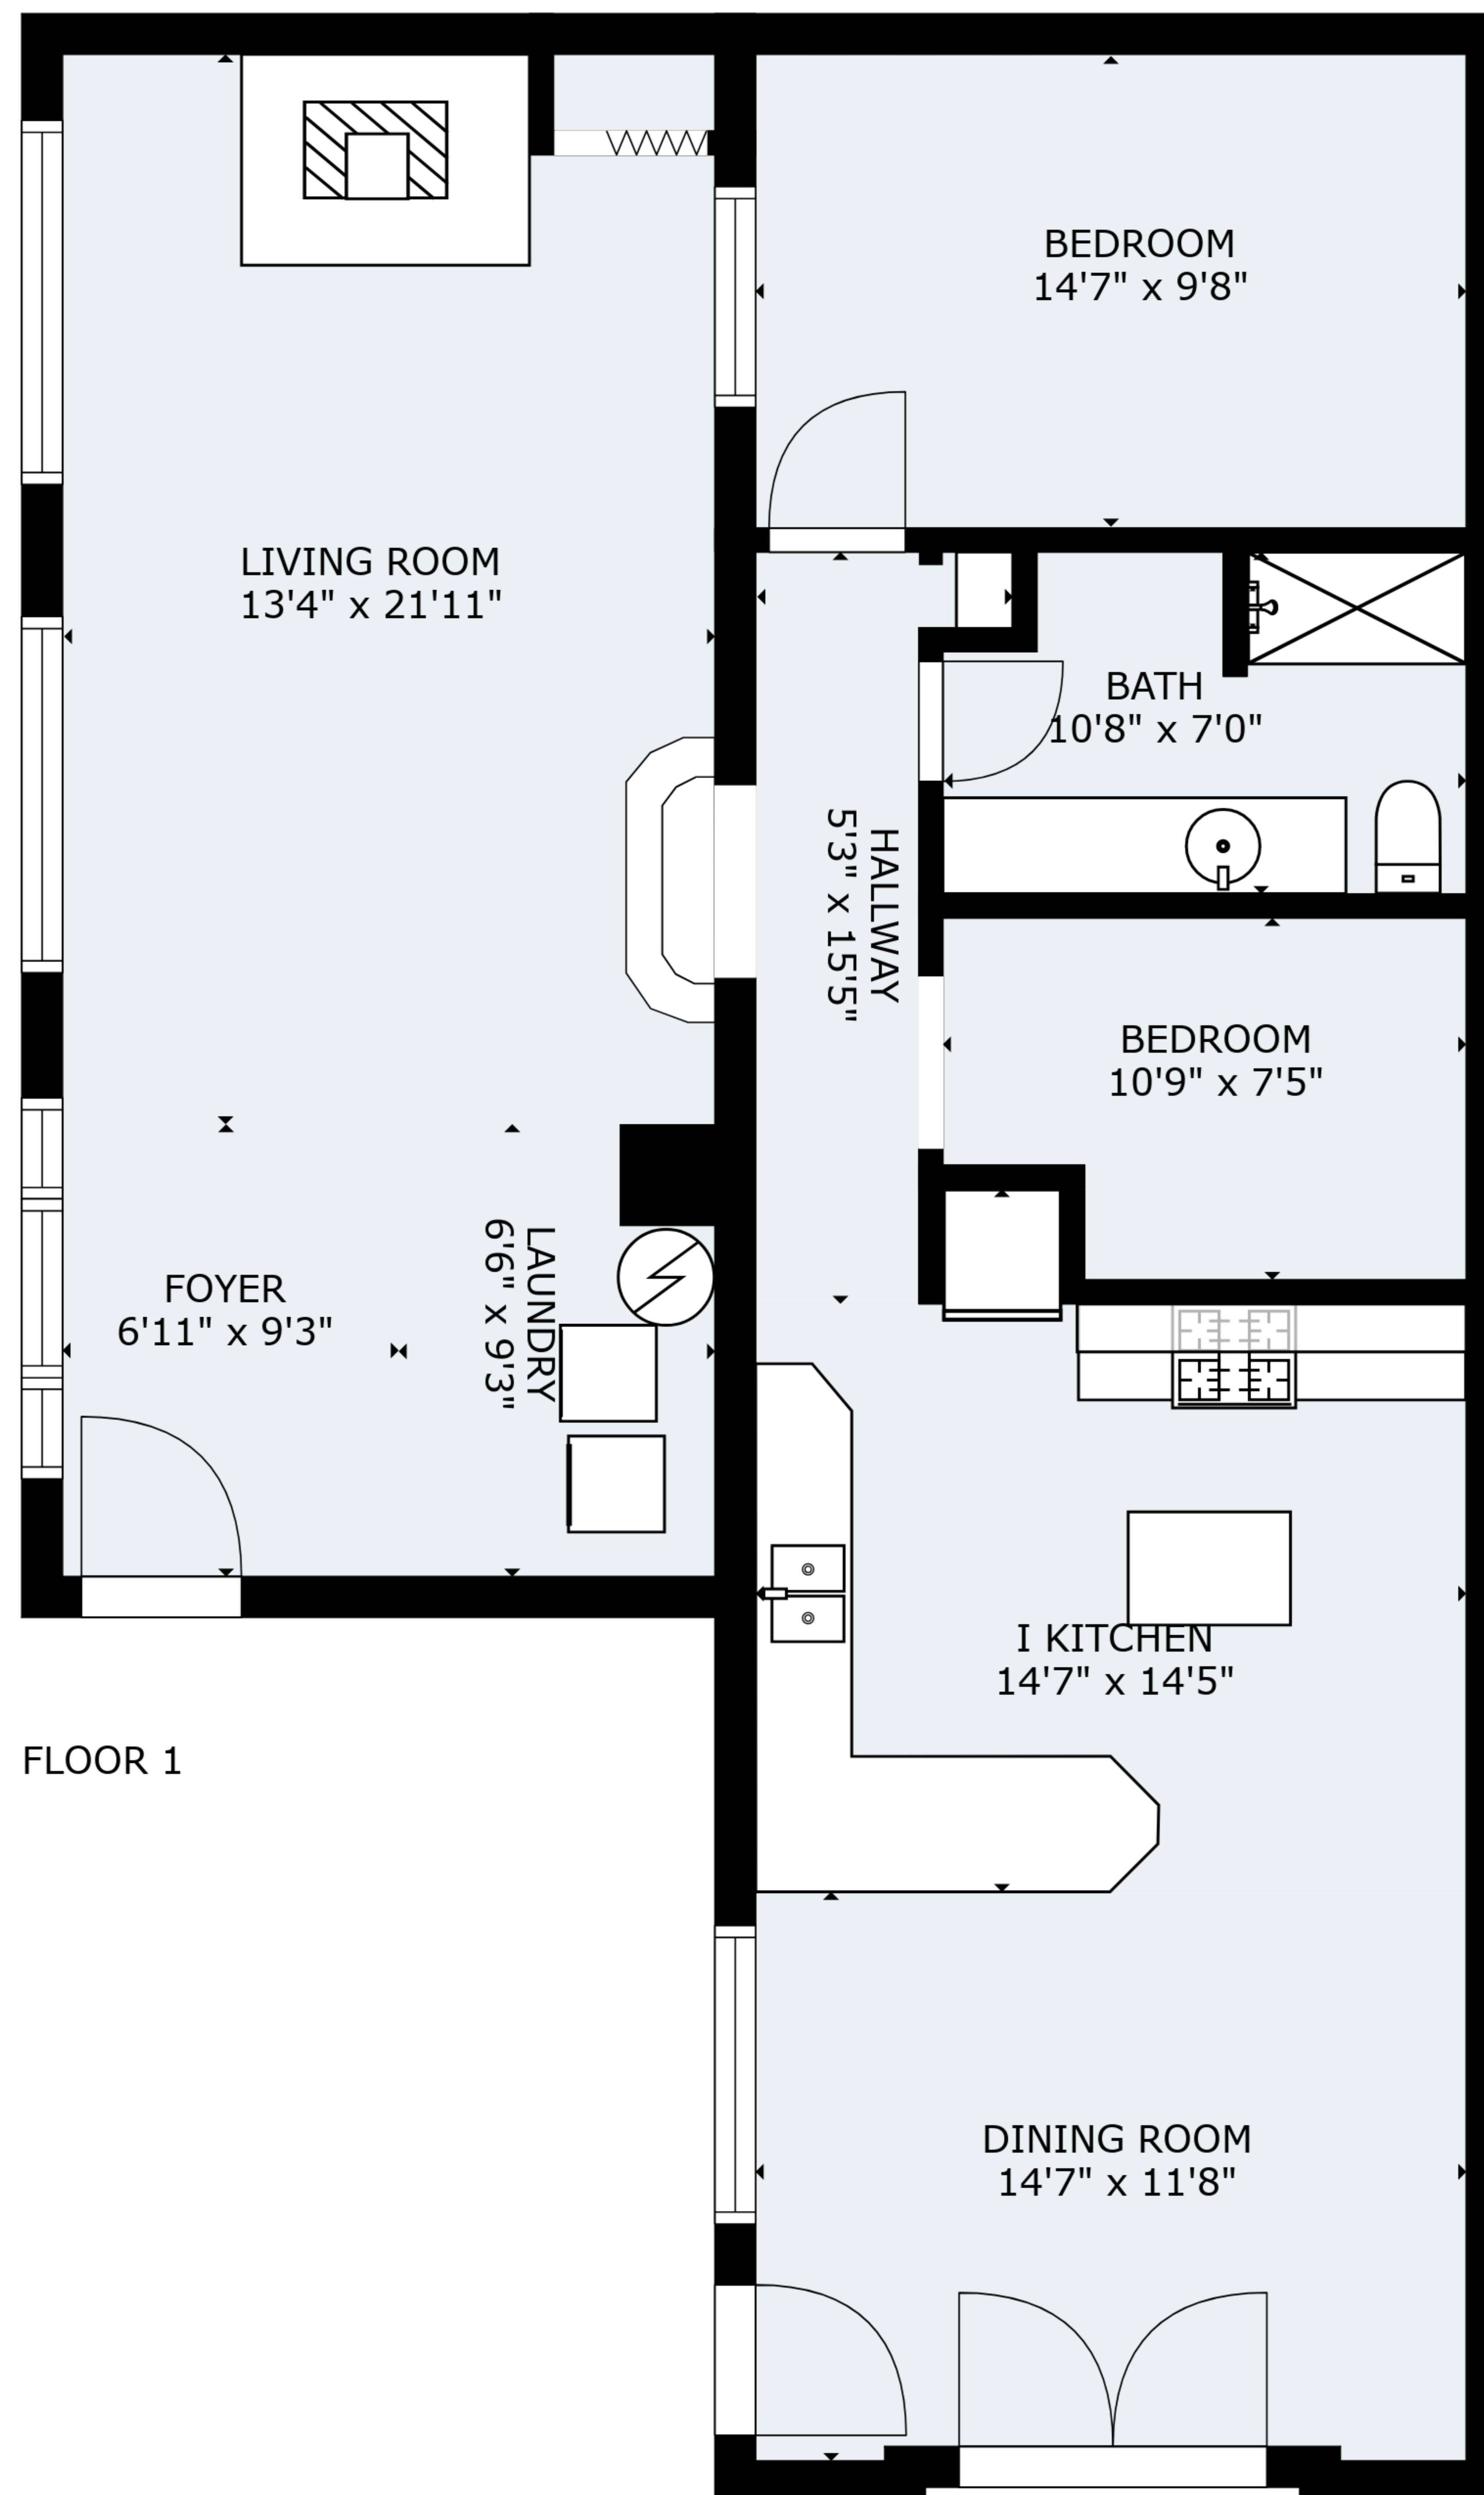 BEDROOM
14'7" x 9'8"
LIVING ROOM
13'4" x 21'11"
BATH
10'8" x 7'0"
HALLWAY
5'3" x 15'5"
BEDROOM
10'9" x 7'5"
LAUNDRY
6'6" x 9'3"
FOYER
6'11" x 9'3"
I KITCHEN
14'7" x 14'5"
FLOOR 1
DINING ROOM
14'7" x 11'8"